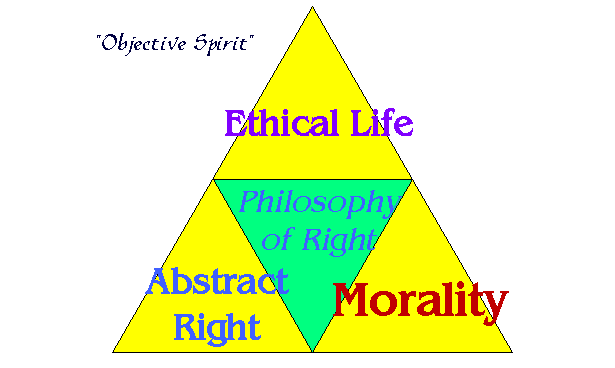 "Objective Spirit"
Ethical Life
Philosophy
of Right
Abstract
Right
Morality